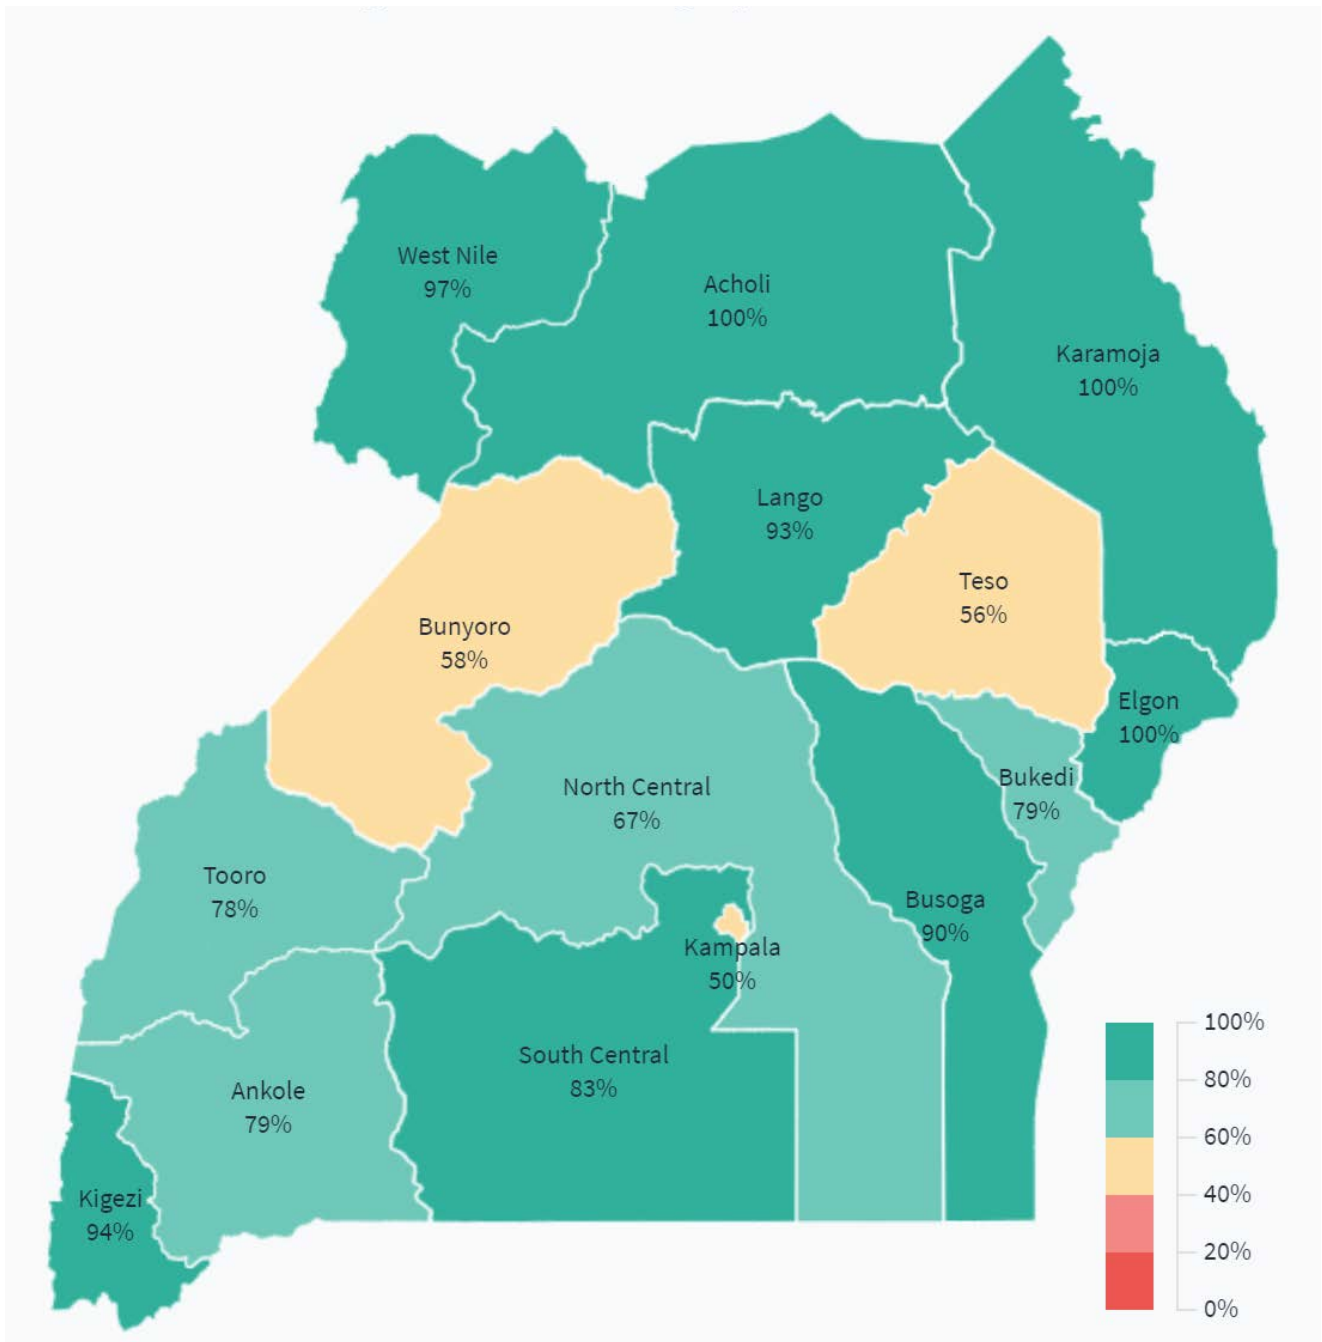 West Nile
97%
Acholi
100%
Karamoja
100%
Lango
93%
Teso
56%
Bunyoro
58%
Elgon
100%
North Central
67%
Bukedi
79%
Tooro
78%
Busoga
90%
Kampala
50%
South Central
83%
Ankole
79%
Kigezi
94%
100%
80%
60%
40%
20%
0%